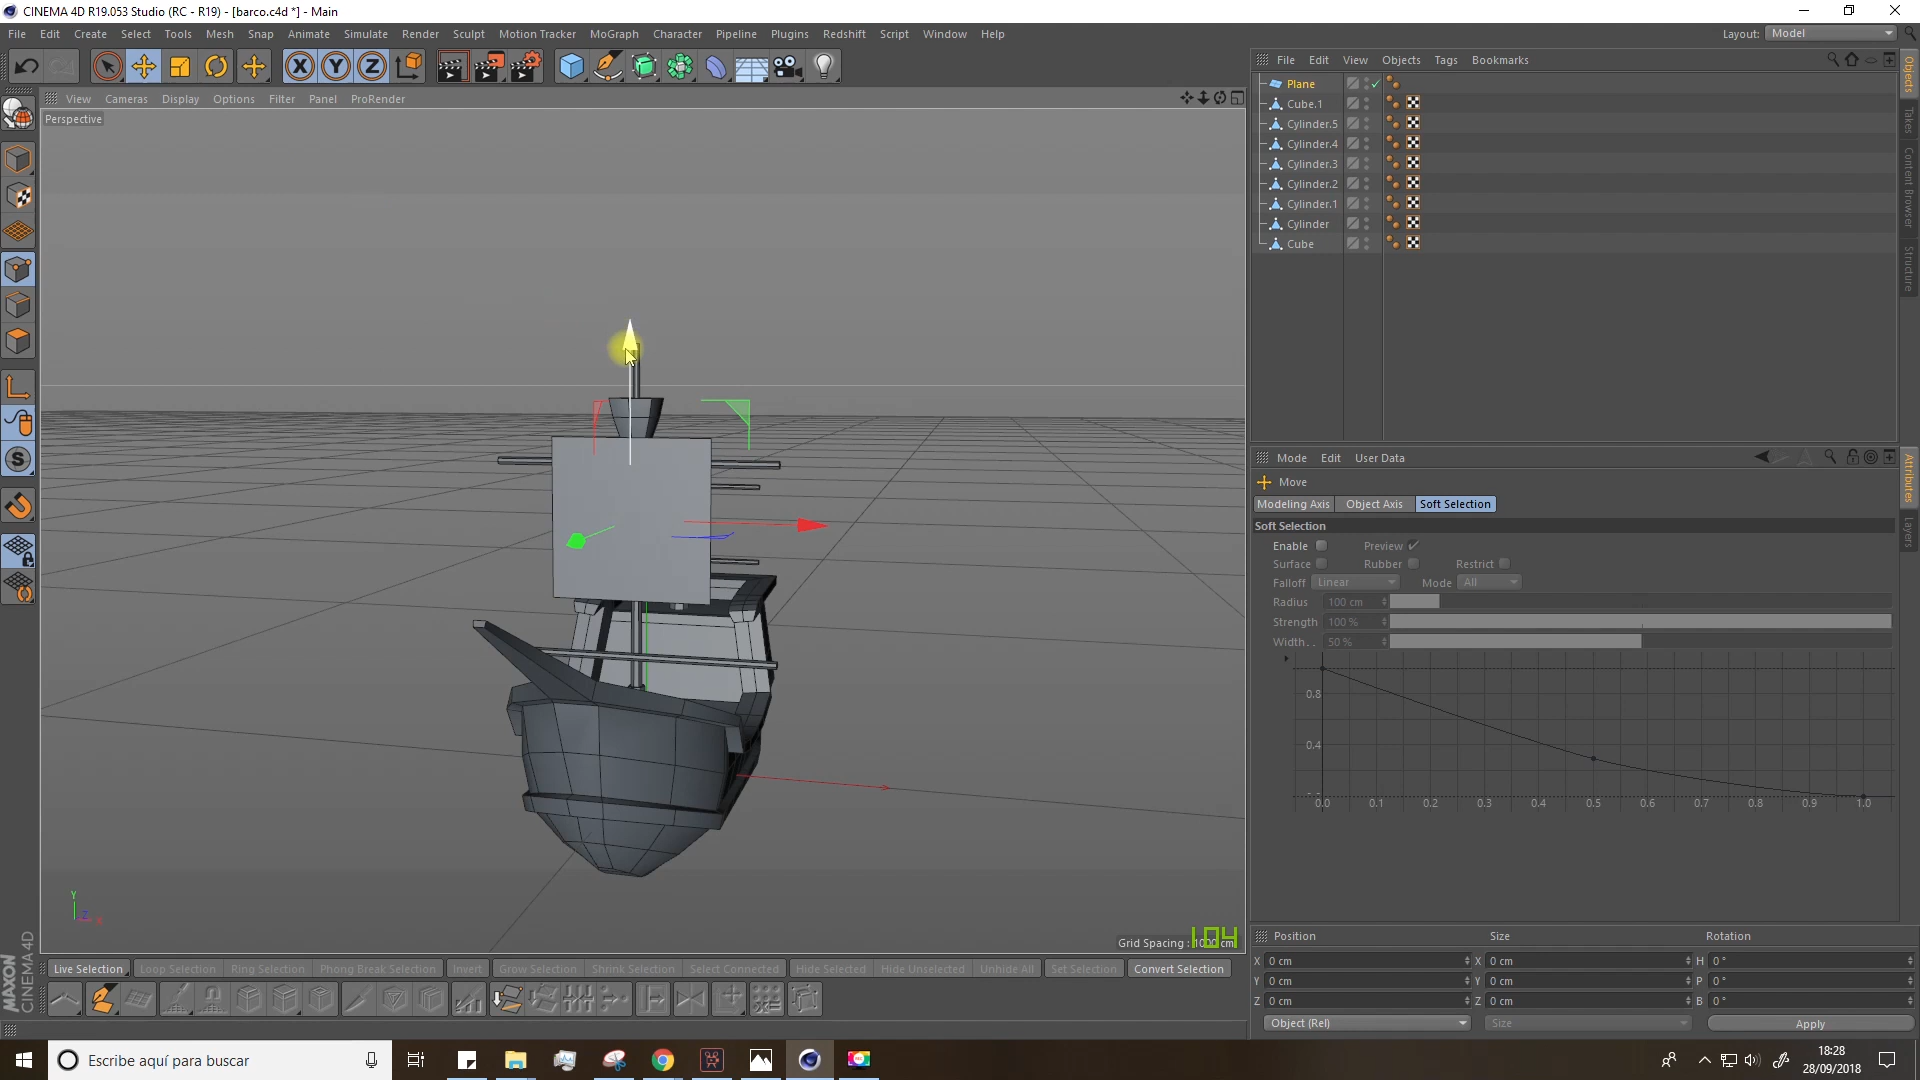 CINEMA 4D R19.053 Studio (RC - R19) - [barco.c4d *] - Main
File Edit Create Select Tools Mesh Snap Animate Simulate Render Sculpt Motion Tracker MoGraph Character Pipeline Plugins Redshift Script Window Help
Layout: Model
View Cameras Display Options Filter Panel ProRender
File Edit View Objects Tags Bookmarks
Perspective
Plane
Cube.1
Cylinder.5
Cylinder.4
Cylinder.3
Cylinder.2
Cylinder.1
Cylinder
Cube
Objects
Takes
Content Browser
Structure
Attributes
Layers
Mode Edit User Data
Move
Modeling Axis Object Axis Soft Selection
Soft Selection
Enable Preview
Surface Rubber Restrict
Falloff Linear Mode All
Radius 100 cm
Strength 100 %
Width.. 50 %
0.8
0.4
0.0 0.1 0.2 0.3 0.4 0.5 0.6 0.7 0.8 0.9 1.0
X
Y
Z
S
Y
Z
X
Grid Spacing : 1000 cm
104
Position Size Rotation
X 0 cm X 0 cm H 0 °
Y 0 cm Y 0 cm P 0 °
Z 0 cm Z 0 cm B 0 °
Object (Rel) Size Apply
Live Selection Loop Selection Ring Selection Phong Break Selection Invert Grow Selection Shrink Selection Select Connected Hide Selected Hide Unselected Unhide All Set Selection Convert Selection
MAXON
CINEMA 4D
Escribe aquí para buscar
18:28
28/09/2018